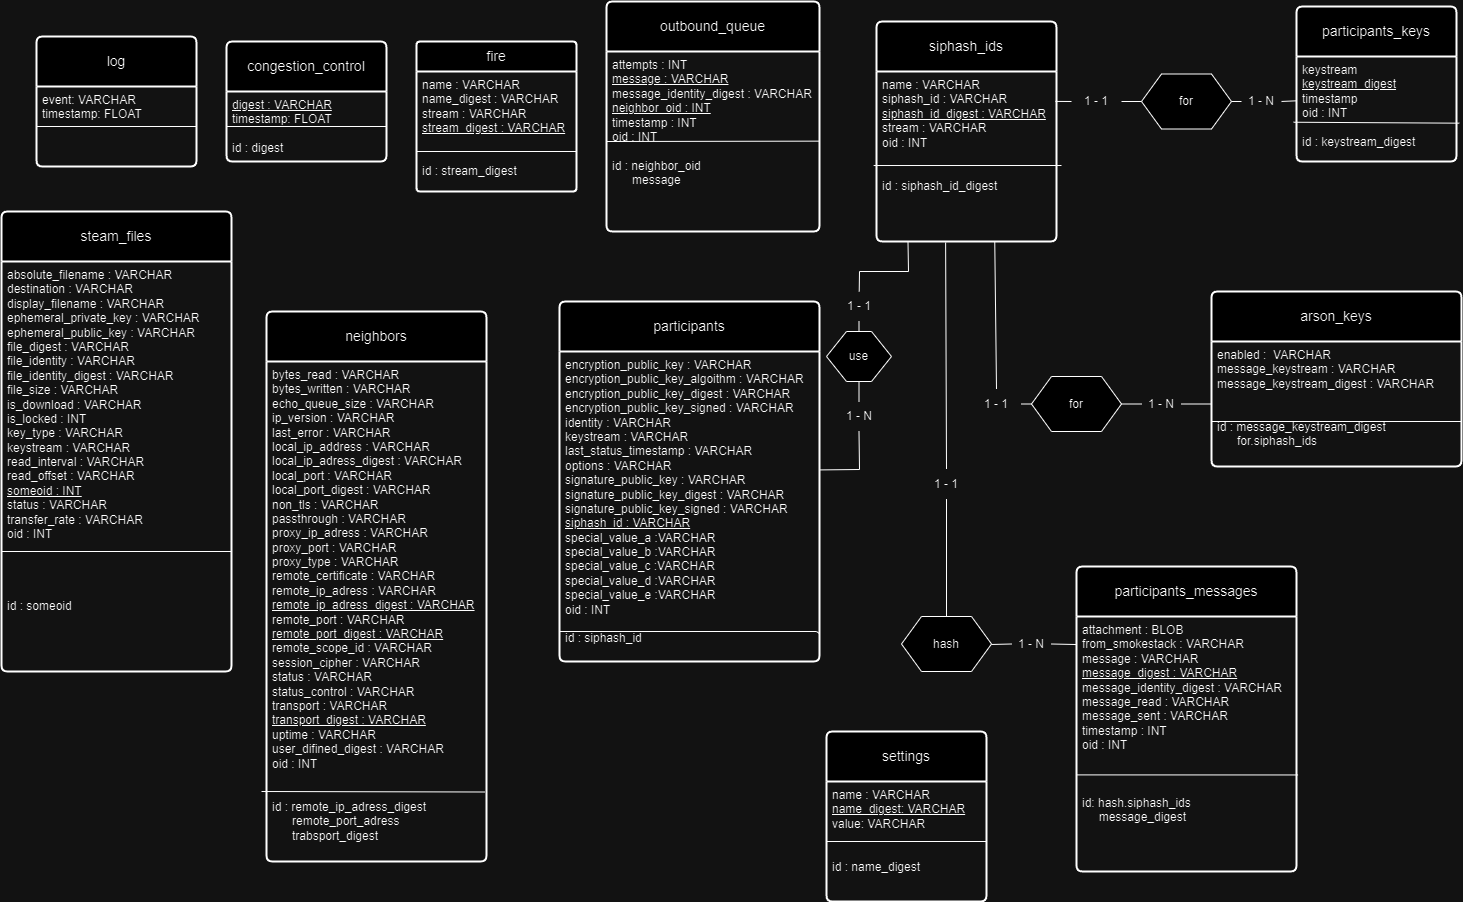 log
event: VARCHAR
timestamp: FLOAT
congestion_control
digest : VARCHAR
timestamp: FLOAT
id : digest
fire
name : VARCHAR
name_digest : VARCHAR
stream : VARCHAR
stream_digest : VARCHAR
id : stream_digest
outbound_queue
attempts : INT
message : VARCHAR
message_identity_digest : VARCHAR
neighbor_oid : INT
timestamp : INT
oid : INT
id : neighbor_oid
message
siphash_ids
name : VARCHAR
siphash_id : VARCHAR
siphash_id_digest : VARCHAR
stream : VARCHAR
oid : INT
id : siphash_id_digest
1 - 1
for
1 - N
participants_keys
keystream
keystream_digest
timestamp
oid : INT
id : keystream_digest
steam_files
absolute_filename : VARCHAR
destination : VARCHAR
display_filename : VARCHAR
ephemeral_private_key : VARCHAR
ephemeral_public_key : VARCHAR
file_digest : VARCHAR
file_identity : VARCHAR
file_identity_digest : VARCHAR
file_size : VARCHAR
is_download : VARCHAR
is_locked : INT
key_type : VARCHAR
keystream : VARCHAR
read_interval : VARCHAR
read_offset : VARCHAR
someoid : INT
status : VARCHAR
transfer_rate : VARCHAR
oid : INT
id : someoid
neighbors
bytes_read : VARCHAR
bytes_written : VARCHAR
echo_queue_size : VARCHAR
ip_version : VARCHAR
last_error : VARCHAR
local_ip_address : VARCHAR
local_ip_adress_digest : VARCHAR
local_port : VARCHAR
local_port_digest : VARCHAR
non_tls : VARCHAR
passthrough : VARCHAR
proxy_ip_adress : VARCHAR
proxy_port : VARCHAR
proxy_type : VARCHAR
remote_certificate : VARCHAR
remote_ip_adress : VARCHAR
remote_ip_adress_digest : VARCHAR
remote_port : VARCHAR
remote_port_digest : VARCHAR
remote_scope_id : VARCHAR
session_cipher : VARCHAR
status : VARCHAR
status_control : VARCHAR
transport : VARCHAR
transport_digest : VARCHAR
uptime : VARCHAR
user_difined_digest : VARCHAR
oid : INT
id : remote_ip_adress_digest
remote_port_adress
trabsport_digest
participants
encryption_public_key : VARCHAR
encryption_public_key_algoithm : VARCHAR
encryption_public_key_digest : VARCHAR
encryption_public_key_signed : VARCHAR
identity : VARCHAR
keystream : VARCHAR
last_status_timestamp : VARCHAR
options : VARCHAR
signature_public_key : VARCHAR
signature_public_key_digest : VARCHAR
signature_public_key_signed : VARCHAR
siphash_id : VARCHAR
special_value_a :VARCHAR
special_value_b :VARCHAR
special_value_c :VARCHAR
special_value_d :VARCHAR
special_value_e :VARCHAR
oid : INT
id : siphash_id
1 - 1
use
1 - N
1 - 1
for
1 - N
arson_keys
enabled :  VARCHAR
message_keystream : VARCHAR
message_keystream_digest : VARCHAR
id : message_keystream_digest
for.siphash_ids
1 - 1
hash
1 - N
participants_messages
attachment : BLOB
from_smokestack : VARCHAR
message : VARCHAR
message_digest : VARCHAR
message_identity_digest : VARCHAR
message_read : VARCHAR
message_sent : VARCHAR
timestamp : INT
oid : INT
id: hash.siphash_ids
message_digest
settings
name : VARCHAR
name_digest: VARCHAR
value: VARCHAR
id : name_digest